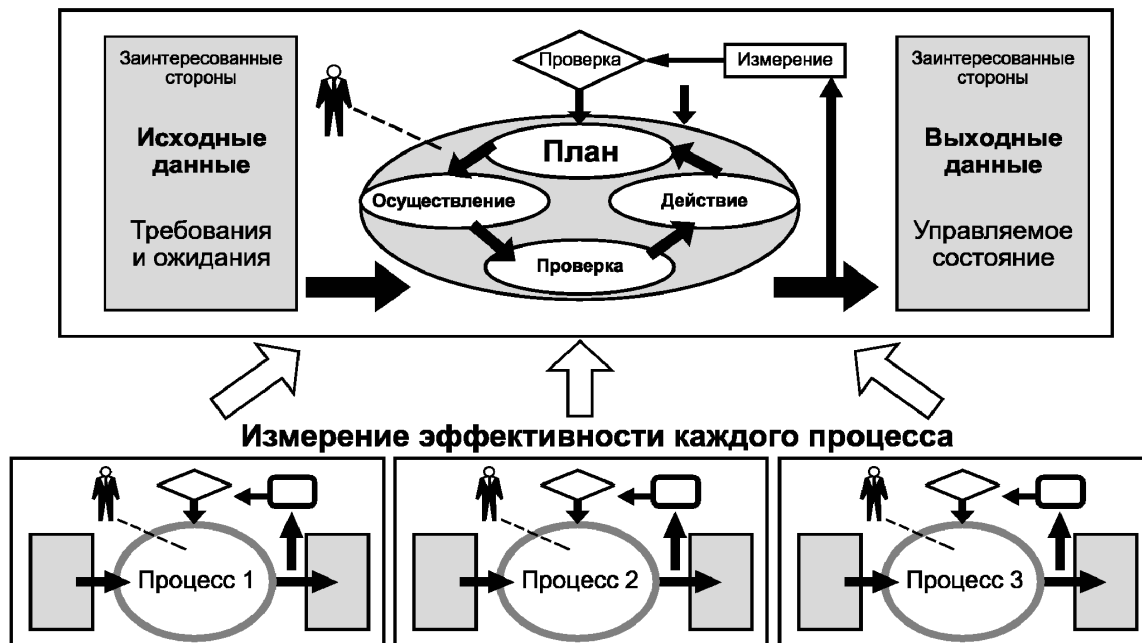 Заинтересованные
стороны
Исходные
данные
Требования
и ожидания
Проверка
Измерение
План
Осуществление
Действие
Проверка
Заинтересованные
стороны
Выходные
данные
Управляемое
состояние
Измерение эффективности каждого процесса
Процесс 1
Процесс 2
Процесс 3